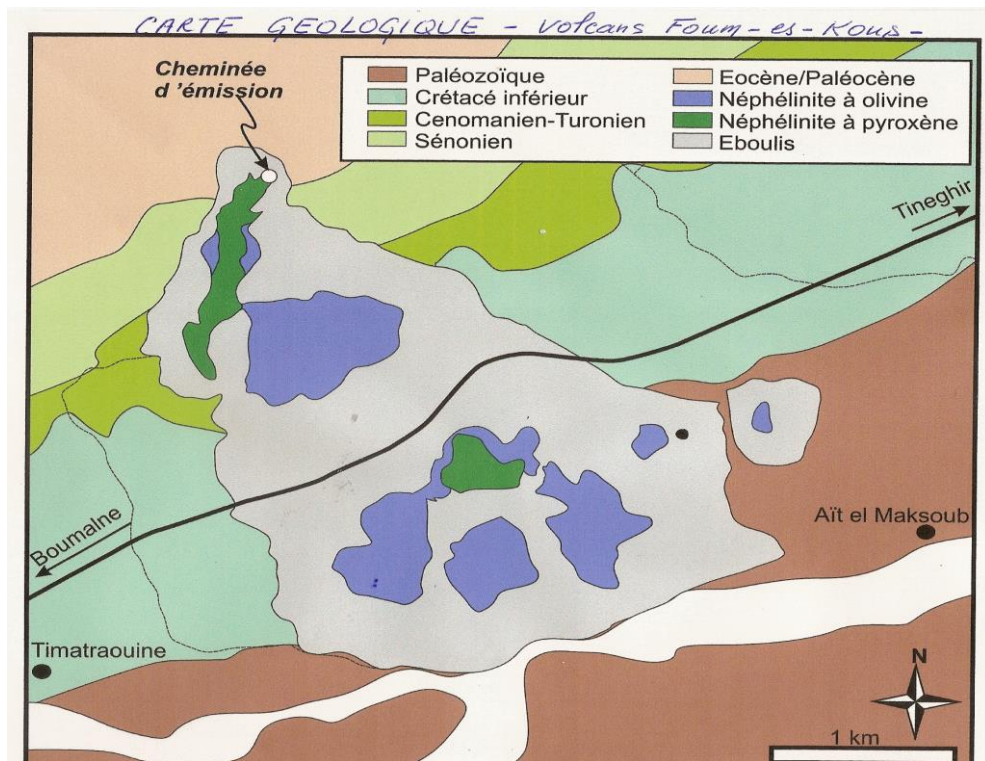 CARTE GEOLOGIQUE - Volcans Foum-es-Kous-
Cheminée
d'émission
Paléozoïque
Crétacé inférieur
Cenomanien-Turonien
Sénonien
Eocène/Paléocène
Néphélinite à olivine
Néphélinite à pyroxène
Eboulis
Tineghir
Boumalne
Aït el Maksoub
Timatraouine
N
1 km